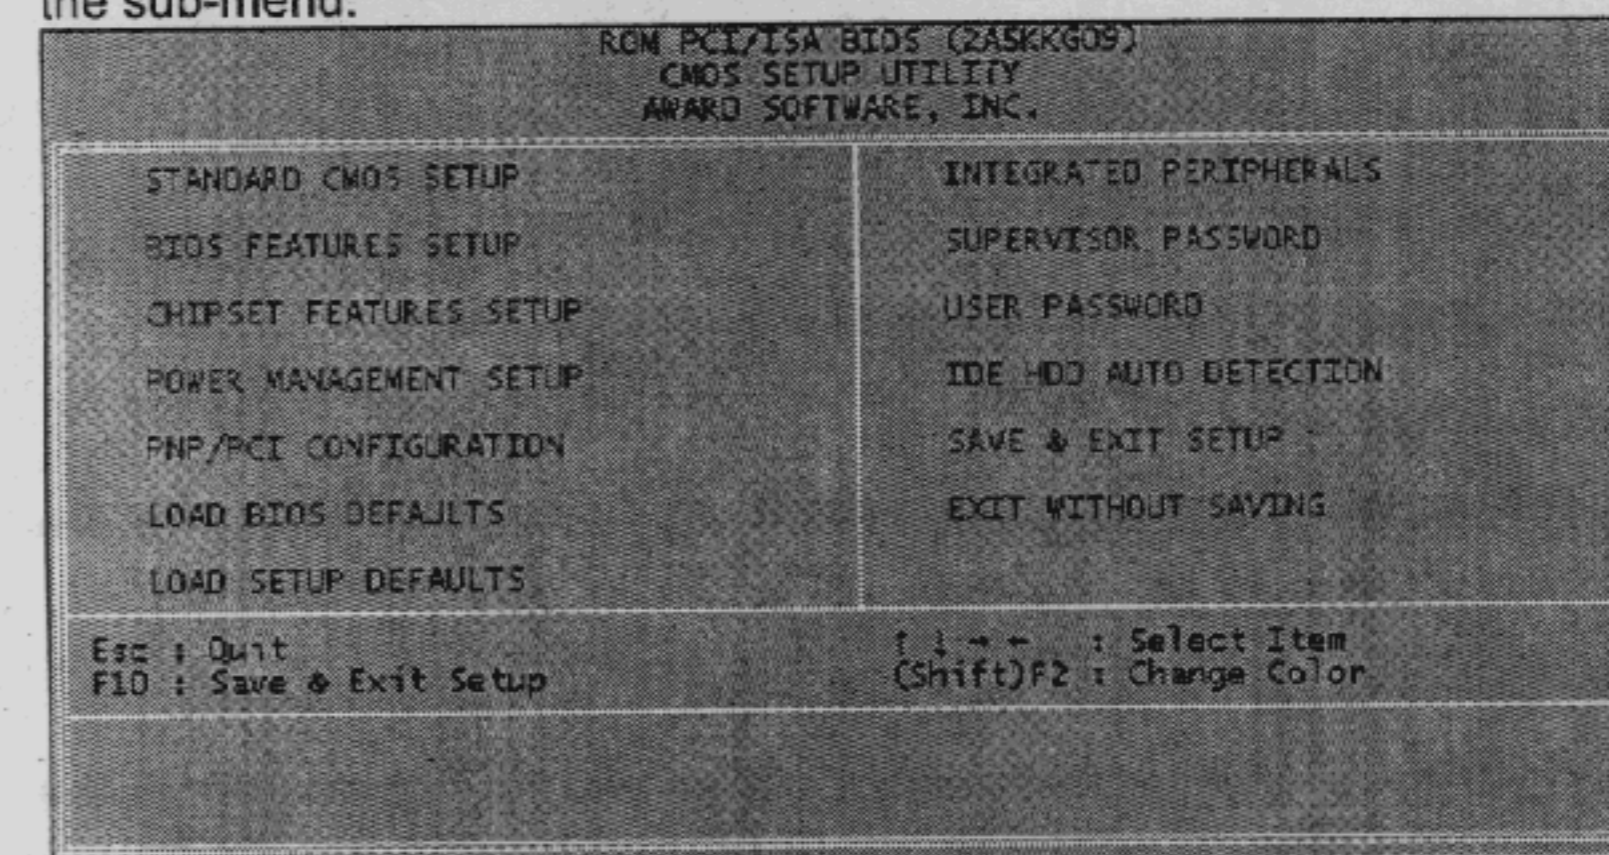 the sub-menu.
ROM PCI/ISA BIOS (2A5KKG09)
CMOS SETUP UTILITY
AWARD SOFTWARE, INC.
STANDARD CMOS SETUP
BIOS FEATURES SETUP
CHIPSET FEATURES SETUP
POWER MANAGEMENT SETUP
PNP/PCI CONFIGURATION
LOAD BIOS DEFAULTS
LOAD SETUP DEFAULTS
INTEGRATED PERIPHERALS
SUPERVISOR PASSWORD
USER PASSWORD
IDE HDD AUTO DETECTION
SAVE & EXIT SETUP
EXIT WITHOUT SAVING
Esc : Quit
F10 : Save & Exit Setup
↑ ↓ → ← : Select Item
(Shift)F2 : Change Color